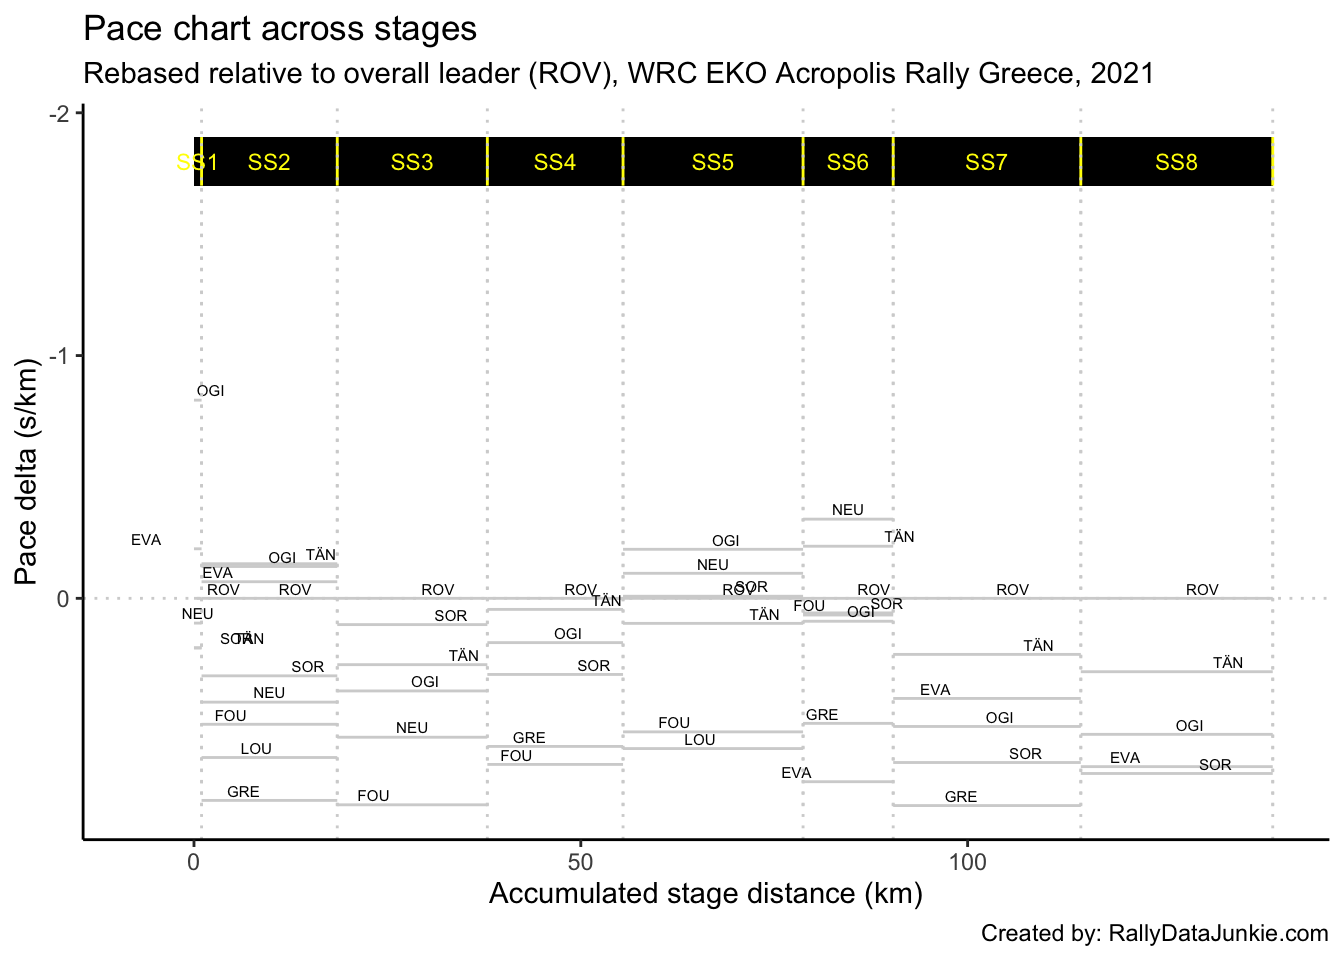 Pace chart across stages
Rebased relative to overall leader (ROV), WRC EKO Acropolis Rally Greece, 2021
-2
SS1 SS2 SS3 SS4 SS5 SS6 SS7 SS8
-1
OGI
NEU
EVA TÄN
OGI
OGI TÄN
NEU
EVA
ROV ROV ROV ROV ROV SOR ROV ROV ROV
0
TÄN FOU SOR
NEU SOR TÄN OGI
SOR TÄN OGI
TÄN TÄN
SOR SOR TÄN
OGI
NEU EVA
FOU GRE OGI
FOU
NEU OGI
LOU GRE LOU
FOU SOR EVA
SOR
EVA
GRE FOU GRE
Pace delta (s/km)
0 50 100
Accumulated stage distance (km)
Created by: RallyDataJunkie.com